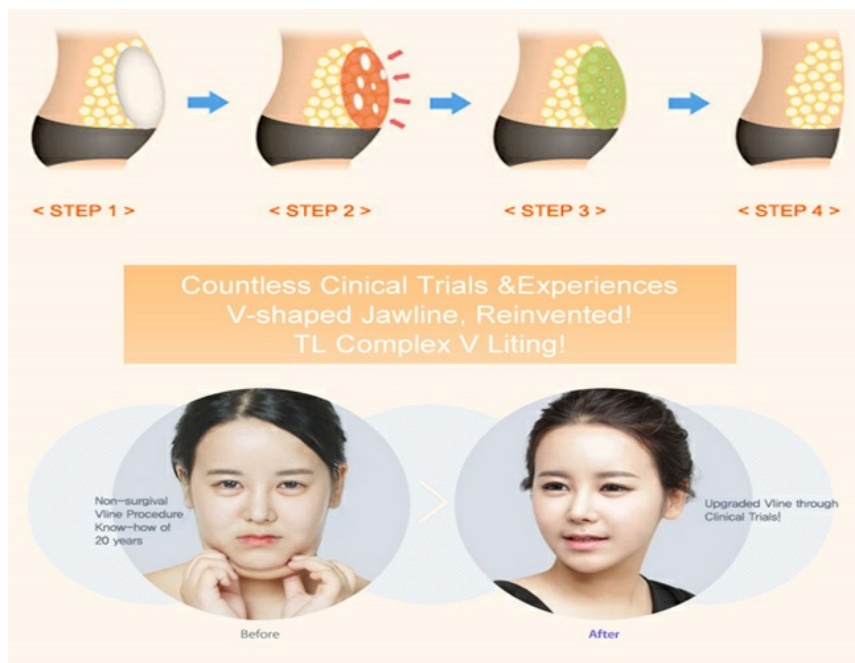 < STEP 1 >
< STEP 2 >
< STEP 3 >
< STEP 4 >
Countless Cinical Trials &Experiences
V-shaped Jawline, Reinvented!
TL Complex V Liting!
Non-surgival
Vline Procedure
Know-how of
20 years
Upgraded Vline through
Clinical Trials!
Before
After